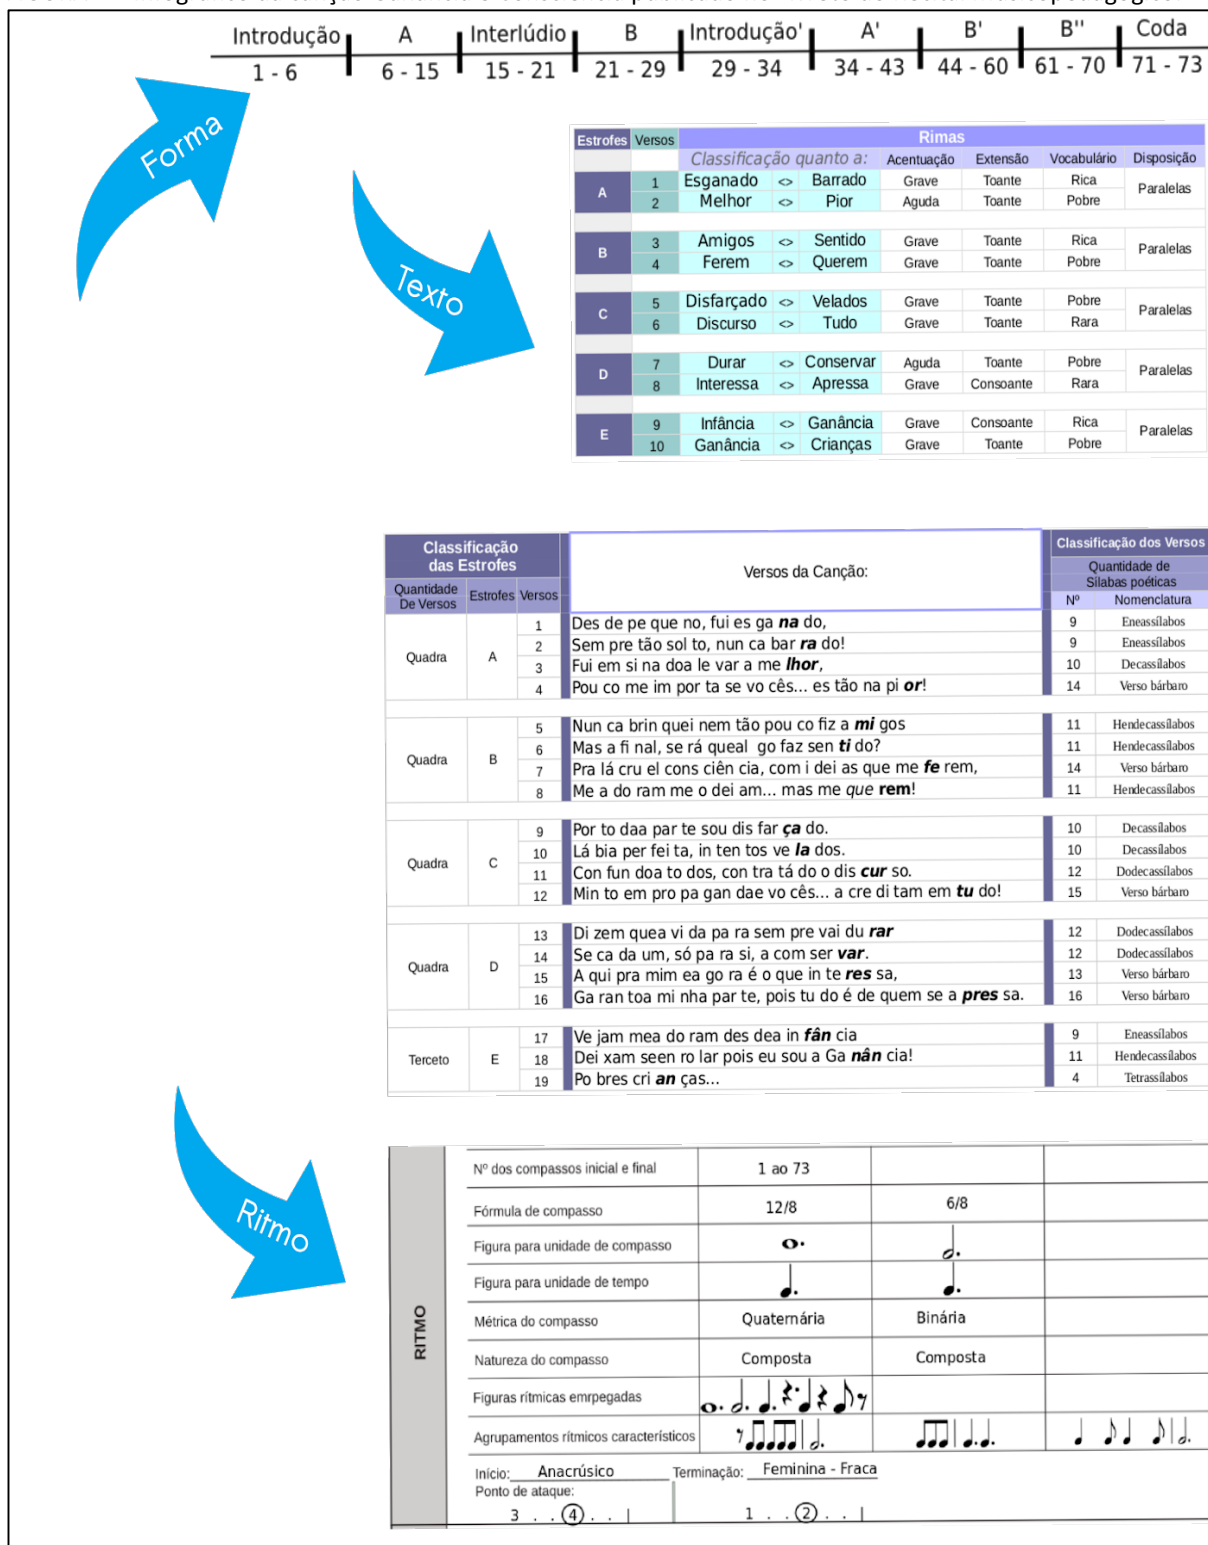 Introdução A Interlúdio B Introdução' A' B' B'' Coda
1 - 6 6 - 15 15 - 21 21 - 29 29 - 34 34 - 43 44 - 60 61 - 70 71 - 73
Forma
Texto
Estrofes Versos Rimas
Classificação quanto a: Acentuação Extensão Vocabulário Disposição
A 1 Esganado <> Barrado Grave Toante Rica Paralelas
2 Melhor <> Pior Aguda Toante Pobre
B 3 Amigos <> Sentido Grave Toante Rica Paralelas
4 Ferem <> Querem Grave Toante Pobre
C 5 Disfarçado <> Velados Grave Toante Pobre Paralelas
6 Discurso <> Tudo Grave Toante Rara
D 7 Durar <> Conservar Aguda Toante Pobre Paralelas
8 Interessa <> Apressa Grave Consoante Rara
E 9 Infância <> Ganância Grave Consoante Rica Paralelas
10 Ganância <> Crianças Grave Toante Pobre
Classificação das Estrofes Versos da Canção: Classificação dos Versos
Quantidade De Versos Estrofes Versos Quantidade de Sílabas poéticas
Nº Nomenclatura
Quadra A 1 Des de pe que no, fui es ga na do, 9 Eneassílabos
2 Sem pre tão sol to, nun ca bar ra do! 9 Eneassílabos
3 Fui em si na doa le var a me lhor, 10 Decassílabos
4 Pou co me im por ta se vo cês... es tão na pi or! 14 Verso bárbaro
Quadra B 5 Nun ca brin quei nem tão pou co fiz a mi gos 11 Hendecassílabos
6 Mas a fi nal, se rá queal go faz sen ti do? 11 Hendecassílabos
7 Pra lá cru el cons ciên cia, com i dei as que me fe rem, 14 Verso bárbaro
8 Me a do ram me o dei am... mas me que rem! 11 Hendecassílabos
Quadra C 9 Por to daa par te sou dis far ça do. 10 Decassílabos
10 Lá bia per fei ta, in ten tos ve la dos. 10 Decassílabos
11 Con fun doa to dos, con tra tá do o dis cur so. 12 Dodecassílabos
12 Min to em pro pa gan dae vo cês... a cre di tam em tu do! 15 Verso bárbaro
Quadra D 13 Di zem quea vi da pa ra sem pre vai du rar 12 Dodecassílabos
14 Se ca da um, só pa ra si, a com ser var. 12 Dodecassílabos
15 A qui pra mim ea go ra é o que in te res sa, 13 Verso bárbaro
16 Ga ran toa mi nha par te, pois tu do é de quem se a pres sa. 16 Verso bárbaro
Terceto E 17 Ve jam mea do ram des dea in fân cia 9 Eneassílabos
18 Dei xam seen ro lar pois eu sou a Ga nân cia! 11 Hendecassílabos
19 Po bres cri an ças... 4 Tetrassílabos
Ritmo
RITMO
Nº dos compassos inicial e final 1 ao 73
Fórmula de compasso 12/8 6/8
Figura para unidade de compasso
Figura para unidade de tempo
Métrica do compasso Quaternária Binária
Natureza do compasso Composta Composta
Figuras rítmicas emrpegadas
Agrupamentos rítmicos característicos
Início: Anacrúsico Terminação: Feminina - Fraca
Ponto de ataque:
3 . . 4 . . | 1 . . 2 . . |